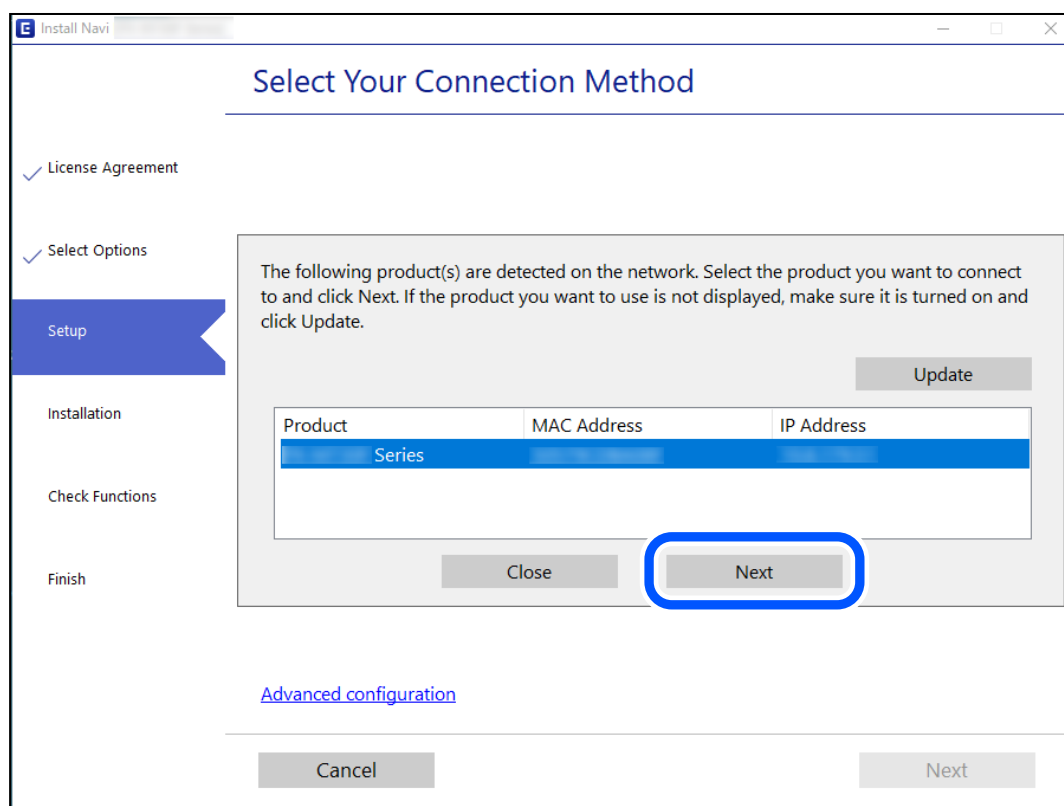 E Install Navi
Select Your Connection Method
License Agreement
Select Options
Setup
Installation
Check Functions
Finish
The following product(s) are detected on the network. Select the product you want to connect
to and click Next. If the product you want to use is not displayed, make sure it is turned on and
click Update.
Update
Product MAC Address IP Address
Series
Close Next
Advanced configuration
Cancel Next